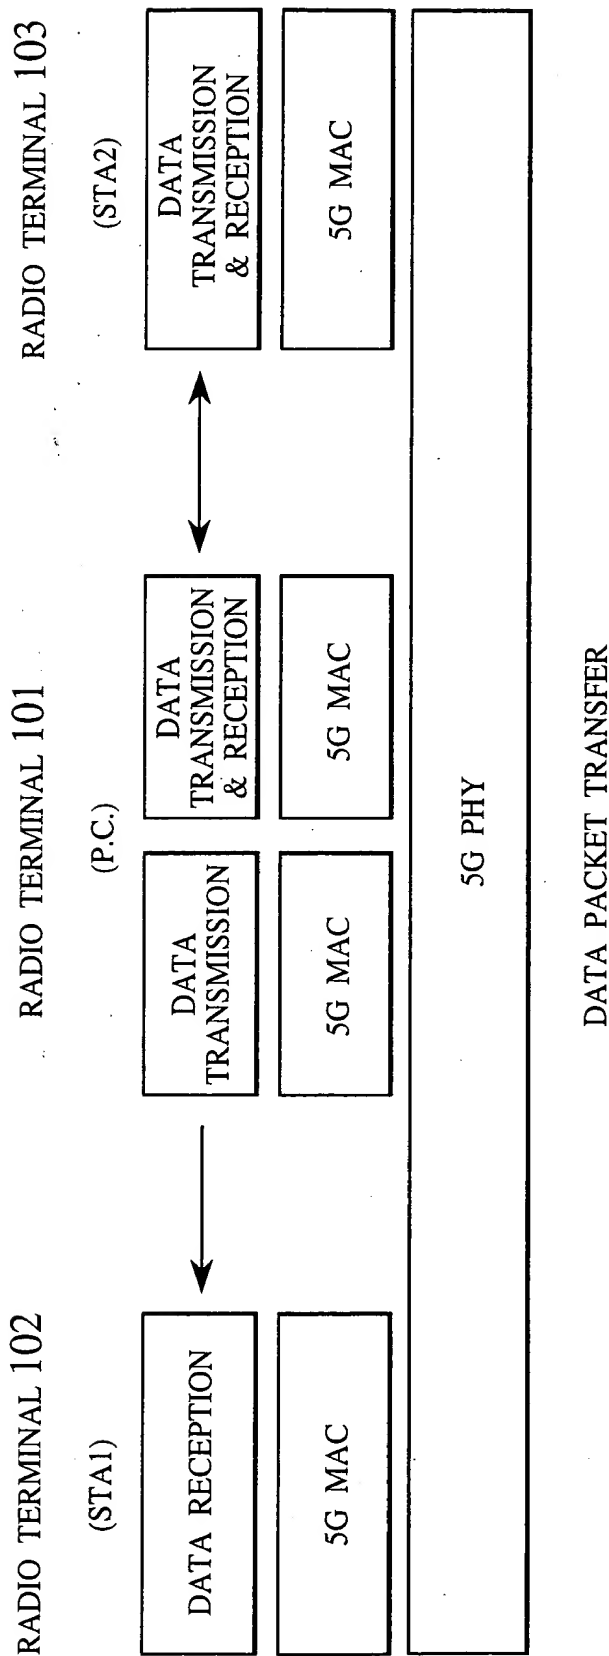 RADIO TERMINAL 102
(STA1)
DATA RECEPTION
5G MAC
RADIO TERMINAL 101
(P.C.)
DATA
TRANSMISSION
5G MAC
DATA
TRANSMISSION
& RECEPTION
5G MAC
RADIO TERMINAL 103
(STA2)
DATA
TRANSMISSION
& RECEPTION
5G MAC
5G PHY
DATA PACKET TRANSFER